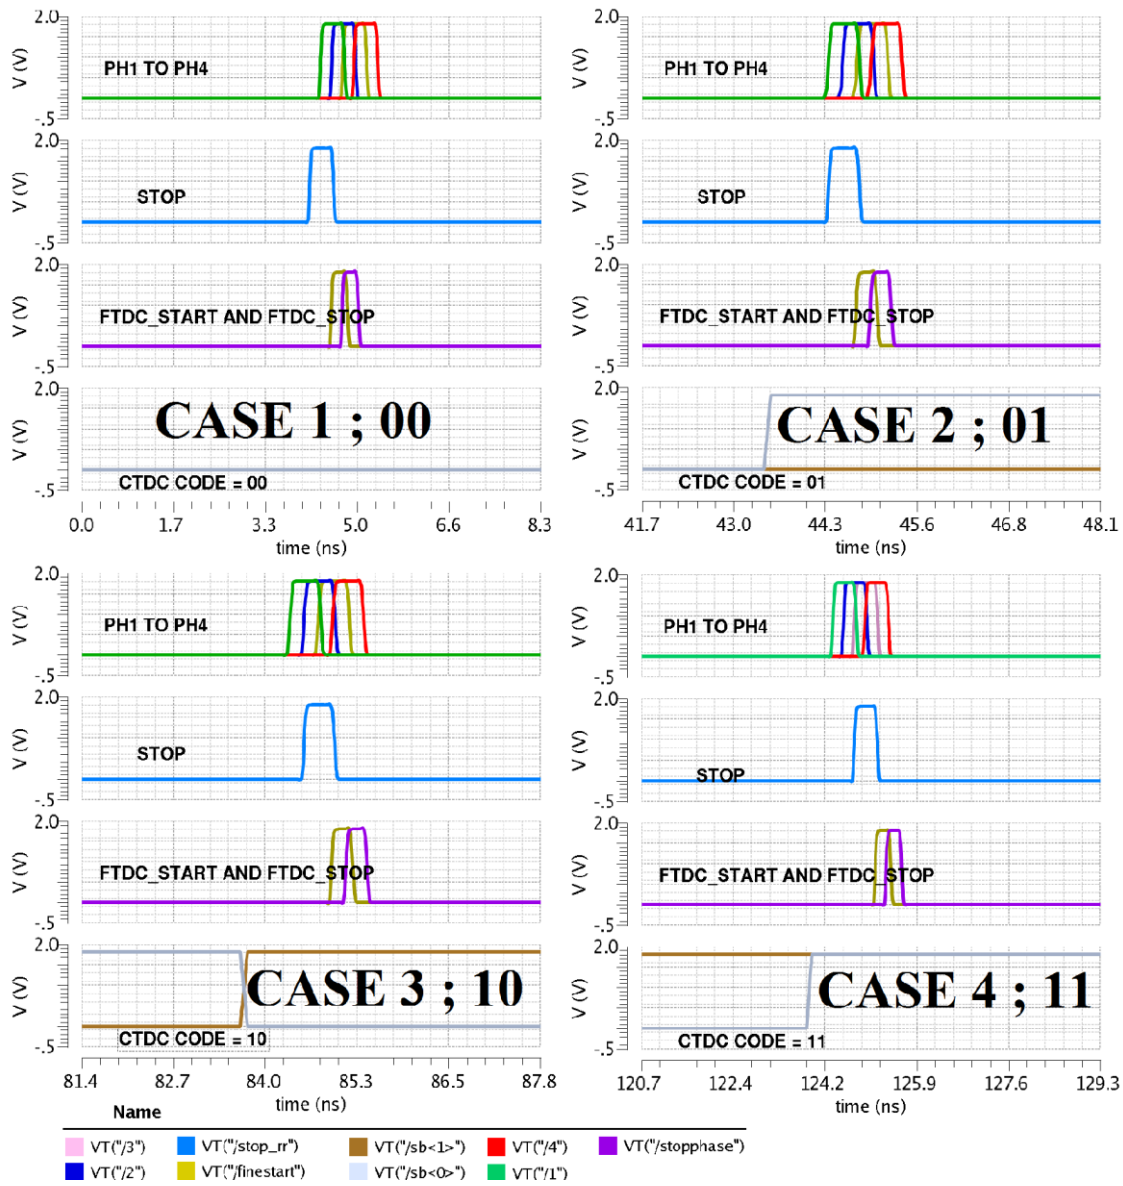 2.0
V (V)
PH1 TO PH4
-.5
2.0
V (V)
STOP
-.5
2.0
V (V)
FTDC_START AND FTDC_STOP
-.5
2.0
V (V)
CASE 1 ; 00
CTDC CODE = 00
-.5
0.0 1.7 3.3 5.0 6.6 8.3
time (ns)
2.0
V (V)
PH1 TO PH4
-.5
2.0
V (V)
STOP
-.5
2.0
V (V)
FTDC_START AND FTDC_STOP
-.5
2.0
V (V)
CASE 2 ; 01
CTDC CODE = 01
-.5
41.7 43.0 44.3 45.6 46.8 48.1
time (ns)
2.0
V (V)
PH1 TO PH4
-.5
2.0
V (V)
STOP
-.5
2.0
V (V)
FTDC_START AND FTDC_STOP
-.5
2.0
V (V)
CASE 3 ; 10
CTDC CODE = 10
-.5
81.4 82.7 84.0 85.3 86.5 87.8
time (ns)
2.0
V (V)
PH1 TO PH4
-.5
2.0
V (V)
STOP
-.5
2.0
V (V)
FTDC_START AND FTDC_STOP
-.5
2.0
V (V)
CASE 4 ; 11
CTDC CODE = 11
-.5
120.7 122.4 124.2 125.9 127.6 129.3
time (ns)
Name
VT("/3") VT("/stop_rr") VT("/sb<1>") VT("/4") VT("/stopphase")
VT("/2") VT("/finestart") VT("/sb<0>") VT("/1")